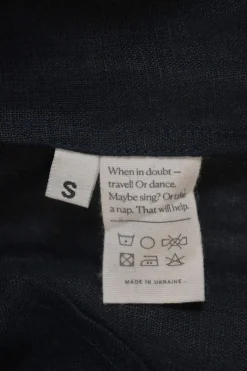 S
When in doubt —
travel! Or dance.
Maybe sing? Or take
a nap. That will help.
MADE IN UKRAINE.